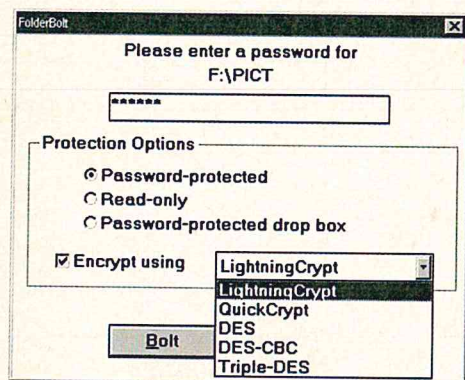 FolderBolt
Please enter a password for
F:\PICT
******
Protection Options
Password-protected
Read-only
Password-protected drop box
Encrypt using
LightningCrypt
LightningCrypt
QuickCrypt
DES
DES-CBC
Triple-DES
Bolt